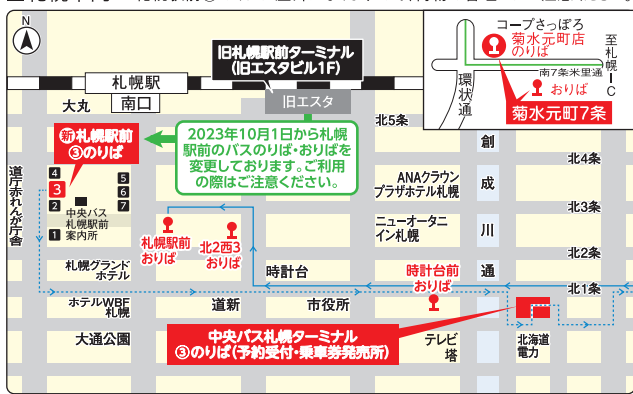 N
札幌駅
南口
大丸
旧札幌駅前ターミナル
(旧エスタビル1F)
旧エスタ
コープさっぽろ
菊水元町店
のりば
至札幌IC
南7条米里通
環状通
おりば
菊水元町7条
新札幌駅前
③のりば
2023年10月1日から札幌
駅前のバスのりば・おりばを
変更しております。ご利用
の際はご注意ください。
北5条
創成川通
北4条
ANAクラウン
プラザホテル札幌
北3条
ニューオータニ
イン札幌
北2条
北1条
道庁赤れんが庁舎
4
3
2
1
5
6
7
中央バス
札幌駅前
案内所
札幌駅前
おりば
北2西3
おりば
札幌グランド
ホテル
時計台
時計台前
おりば
ホテルWBF
札幌
道新
市役所
大通公園
中央バス札幌ターミナル
③のりば(予約受付・乗車券発売所)
テレビ
塔
北海道
電力